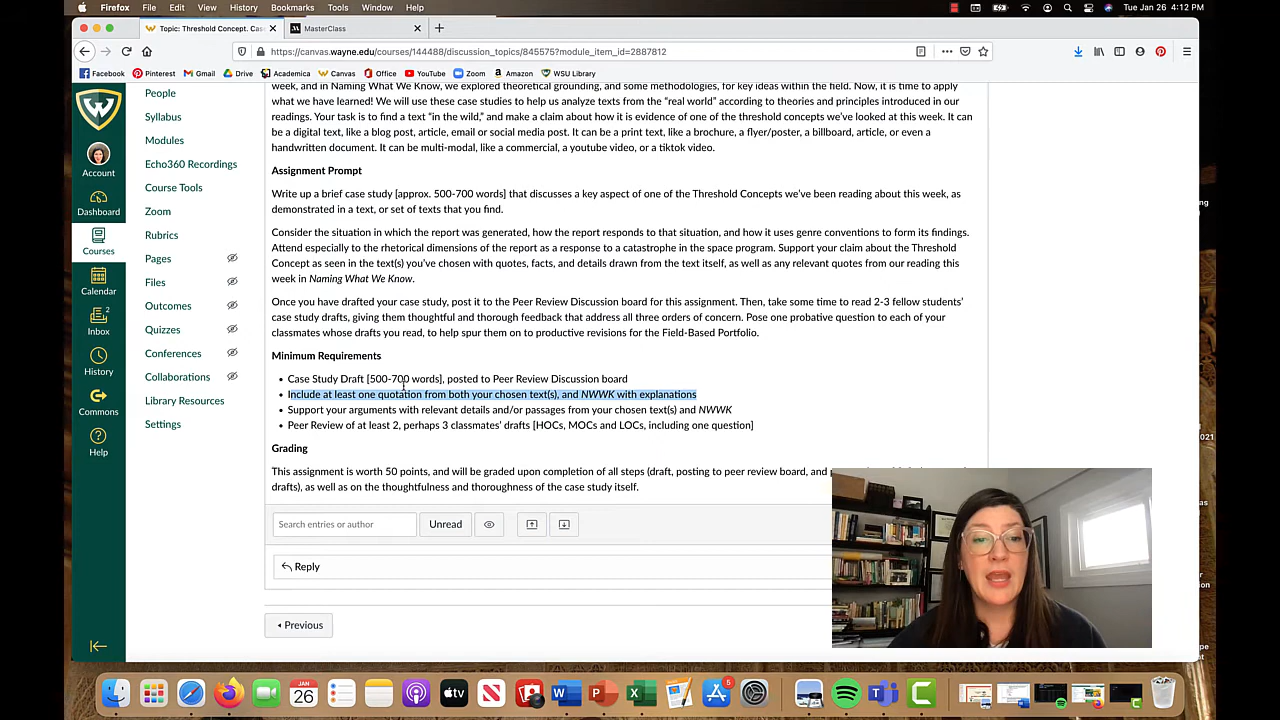 Firefox File Edit View History Bookmarks Tools Window Help
Tue Jan 26 4:12 PM
Topic: Threshold Concept. Cas
MasterClass
https://canvas.wayne.edu/courses/144488/discussion_topics/845575?module_item_id=2887812
Facebook Pinterest Gmail Drive Academica Canvas Office YouTube Zoom Amazon WSU Library
Account
Dashboard
Courses
Calendar
2
Inbox
History
Commons
Help
People
Syllabus
Modules
Echo360 Recordings
Course Tools
Zoom
Rubrics
Pages
Files
Outcomes
Quizzes
Conferences
Collaborations
Library Resources
Settings
week, and in Naming What We Know, we explored theoretical grounding, and some methodologies, for key ideas within the field. Now, it is time to apply
what we have learned! We will use these case studies to help us analyze texts from the “real world” according to theories and principles introduced in our
readings. Your task is to find a text “in the wild,” and make a claim about how it is evidence of one of the threshold concepts we've looked at this week. It can
be a digital text, like a blog post, article, email or social media post. It can be a print text, like a brochure, a flyer/poster, a billboard, article, or even a
handwritten document. It can be multi-modal, like a commercial, a youtube video, or a tiktok video.
Assignment Prompt
Write up a brief case study [approx. 500-700 words] that discusses a key aspect of one of the Threshold Concepts we've been reading about this week, as
demonstrated in a text, or set of texts that you find.
Consider the situation in which the report was generated, how the report responds to that situation, and how it uses genre conventions to form its findings.
Attend especially to the rhetorical dimensions of the report as a response to a catastrophe in the space program. Support your claim about the Threshold
Concept as seen in the text(s) you've chosen with quotes, facts, and details drawn from the text itself, as well as any relevant quotes from our reading this
week in Naming What We Know.
Once you have drafted your case study, post it to the Peer Review Discussion board for this assignment. Then, take some time to read 2-3 fellow students'
case study drafts, giving them thoughtful and thorough feedback that address all three orders of concern. Pose one probative question to each of your
classmates whose drafts you read, to help spur them on to productive revisions for the Field-Based Portfolio.
Minimum Requirements
• Case Study Draft [500-700 words], posted to Peer Review Discussion board
• Include at least one quotation from both your chosen text(s), and NWWK with explanations
• Support your arguments with relevant details and/or passages from your chosen text(s) and NWWK
• Peer Review of at least 2, perhaps 3 classmates' drafts [HOCs, MOCs and LOCs, including one question]
Grading
This assignment is worth 50 points, and will be graded upon completion of all steps (draft, posting to peer review board, and
drafts), as well as on the thoughtfulness and thoroughness of the case study itself.
Search entries or author
Unread
Reply
Previous
JAN
26
5
tv